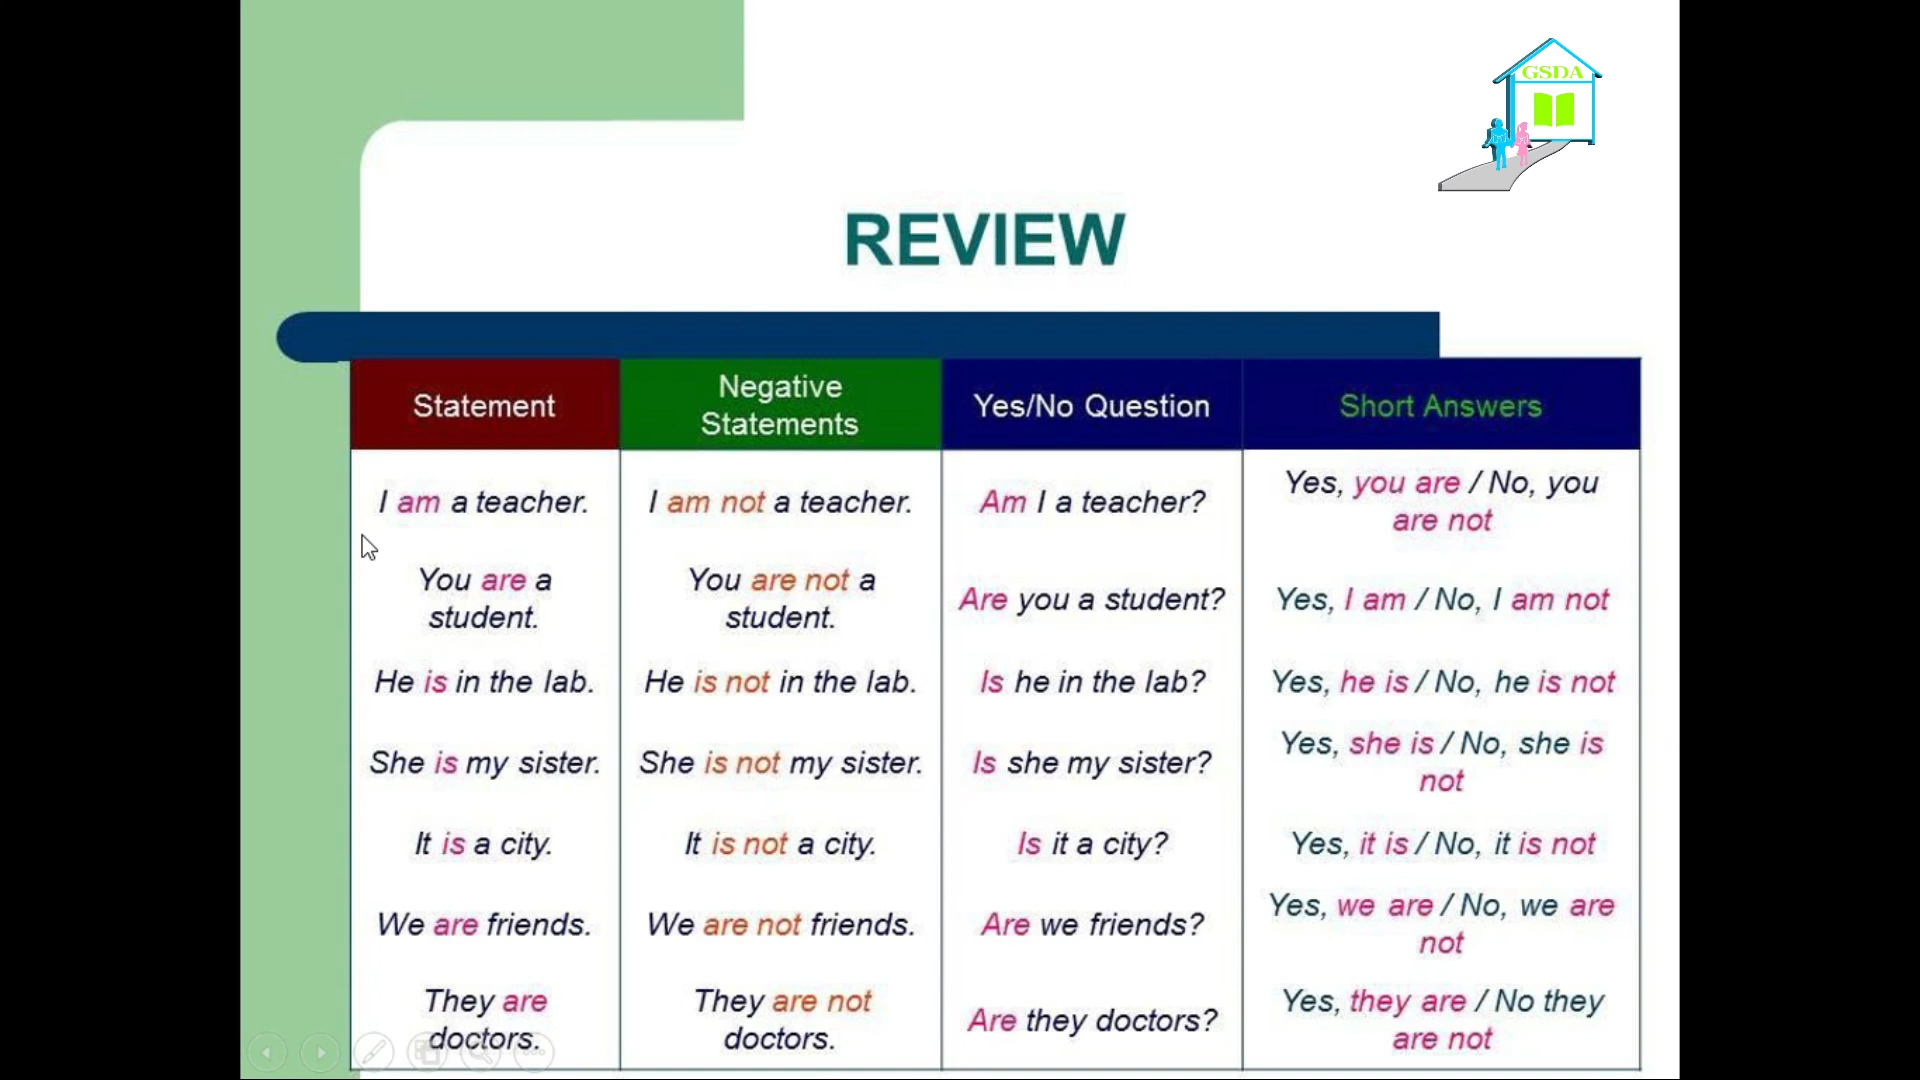 GSDA
REVIEW
Statement
Negative
Statements
Yes/No Question
Short Answers
I am a teacher.
I am not a teacher.
Am I a teacher?
Yes, you are / No, you
are not
You are a
student.
You are not a
student.
Are you a student?
Yes, I am / No, I am not
He is in the lab.
He is not in the lab.
Is he in the lab?
Yes, he is / No, he is not
She is my sister.
She is not my sister.
Is she my sister?
Yes, she is / No, she is
not
It is a city.
It is not a city.
Is it a city?
Yes, it is / No, it is not
We are friends.
We are not friends.
Are we friends?
Yes, we are / No, we are
not
They are
doctors.
They are not
doctors.
Are they doctors?
Yes, they are / No they
are not